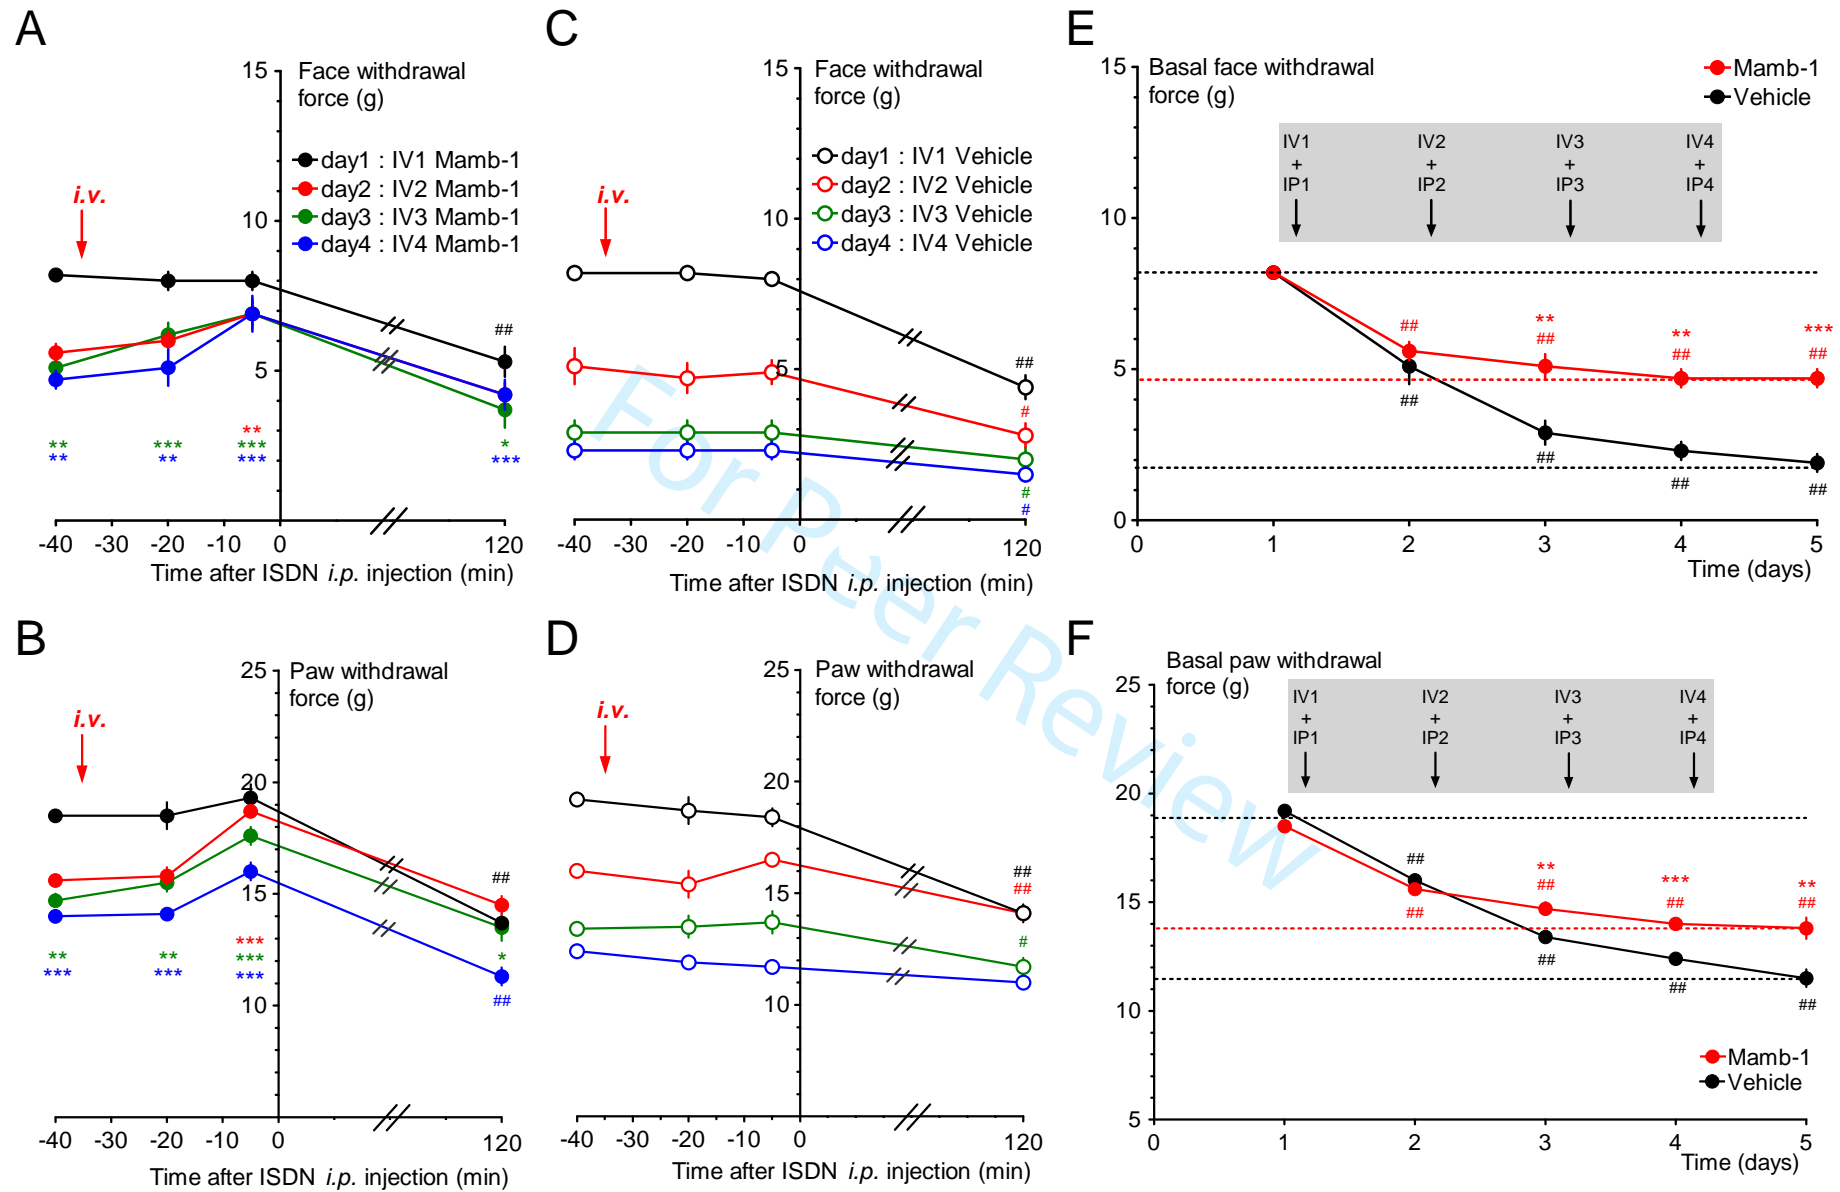 A
15
Face withdrawal
force (g)
day1 : IV1 Mamb-1
day2 : IV2 Mamb-1
day3 : IV3 Mamb-1
day4 : IV4 Mamb-1
i.v.
10
5
##
**
**
***
**
**
***
***
*
***
-40 -30 -20 -10 0 120
Time after ISDN i.p. injection (min)
C
15
Face withdrawal
force (g)
day1 : IV1 Vehicle
day2 : IV2 Vehicle
day3 : IV3 Vehicle
day4 : IV4 Vehicle
i.v.
10
5
##
#
#
#
-40 -30 -20 -10 0 120
Time after ISDN i.p. injection (min)
E
15
Basal face withdrawal
force (g)
Mamb-1
Vehicle
IV1 IV2 IV3 IV4
+ + + +
IP1 IP2 IP3 IP4
10
5
0
## ** ** ***
## ## ##
## ## ## ##
0 1 2 3 4 5
Time (days)
B
25
Paw withdrawal
force (g)
i.v.
20
15
10
##
**
***
**
***
***
***
***
*
##
-40 -30 -20 -10 0 120
Time after ISDN i.p. injection (min)
D
25
Paw withdrawal
force (g)
i.v.
20
15
10
##
##
#
-40 -30 -20 -10 0 120
Time after ISDN i.p. injection (min)
F
25
Basal paw withdrawal
force (g)
IV1 IV2 IV3 IV4
+ + + +
IP1 IP2 IP3 IP4
20
15
10
5
## ** *** **
## ## ##
##
## ## ##
Mamb-1
Vehicle
0 1 2 3 4 5
Time (days)
For Peer Review